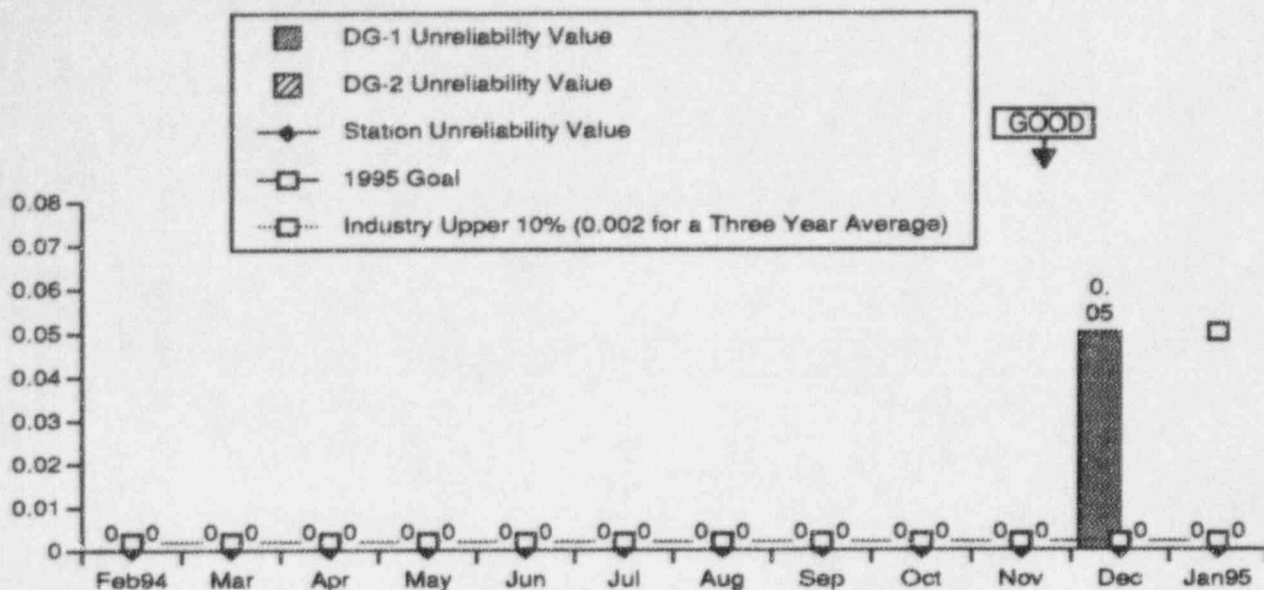 DG-1 Unreliability Value
DG-2 Unreliability Value
Station Unreliability Value
1995 Goal
Industry Upper 10% (0.002 for a Three Year Average)
GOOD
0.08
0.07
0.06
0.05
0.04
0.03
0.02
0.01
0
0.
05
0 0 0 0 0 0 0 0 0 0 0 0 0 0 0 0 0 0 0 0 0 0 0
Feb94 Mar Apr May Jun Jul Aug Sep Oct Nov Dec Jan95